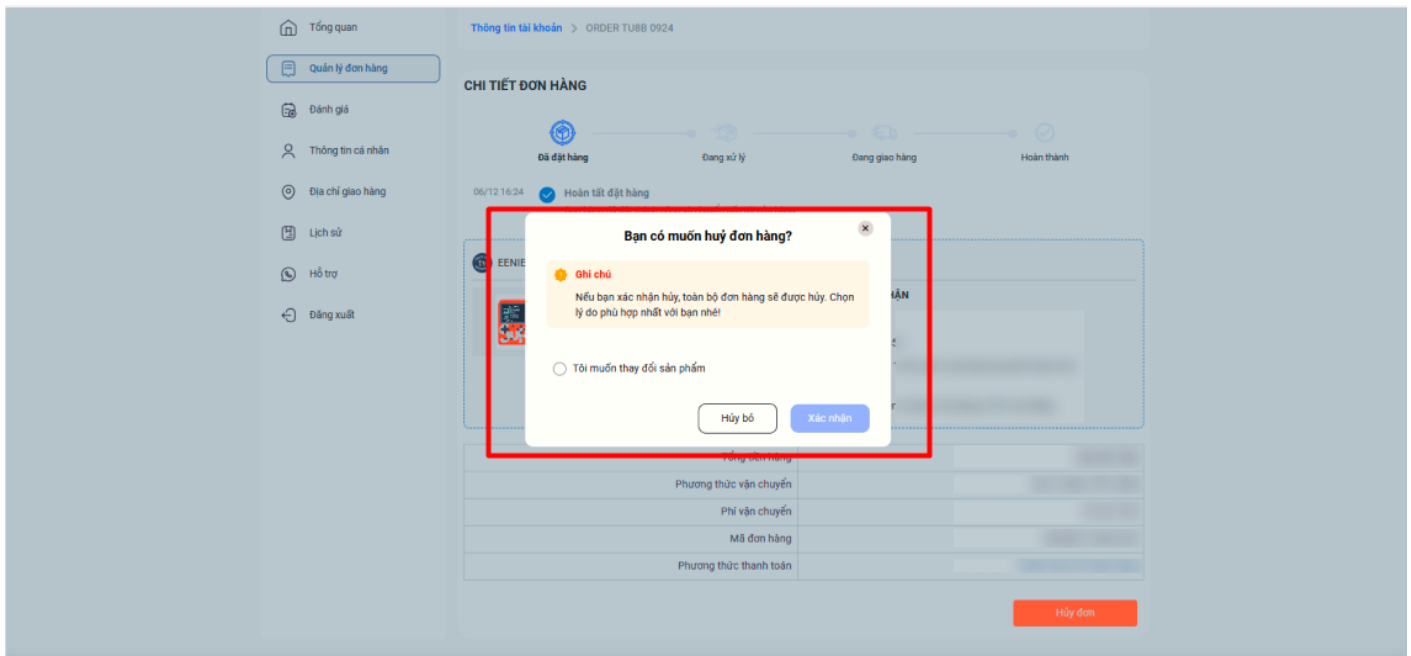 Tổng quan
Quản lý đơn hàng
Đánh giá
Thông tin cá nhân
Địa chỉ giao hàng
Lịch sử
Hỗ trợ
Đăng xuất
Thông tin tài khoản > ORDER TU8B 0924
CHI TIẾT ĐƠN HÀNG
Đã đặt hàng
Đang xử lý
Đang giao hàng
Hoàn thành
06/12 16:24 Hoàn tất đặt hàng
EENIE
HẬN
Bạn có muốn huỷ đơn hàng?
Ghi chú
Nếu bạn xác nhận hủy, toàn bộ đơn hàng sẽ được hủy. Chọn
lý do phù hợp nhất với bạn nhé!
Tôi muốn thay đổi sản phẩm
Hủy bỏ
Xác nhận
Tổng tiền hàng
Phương thức vận chuyển
Phí vận chuyển
Mã đơn hàng
Phương thức thanh toán
Hủy đơn